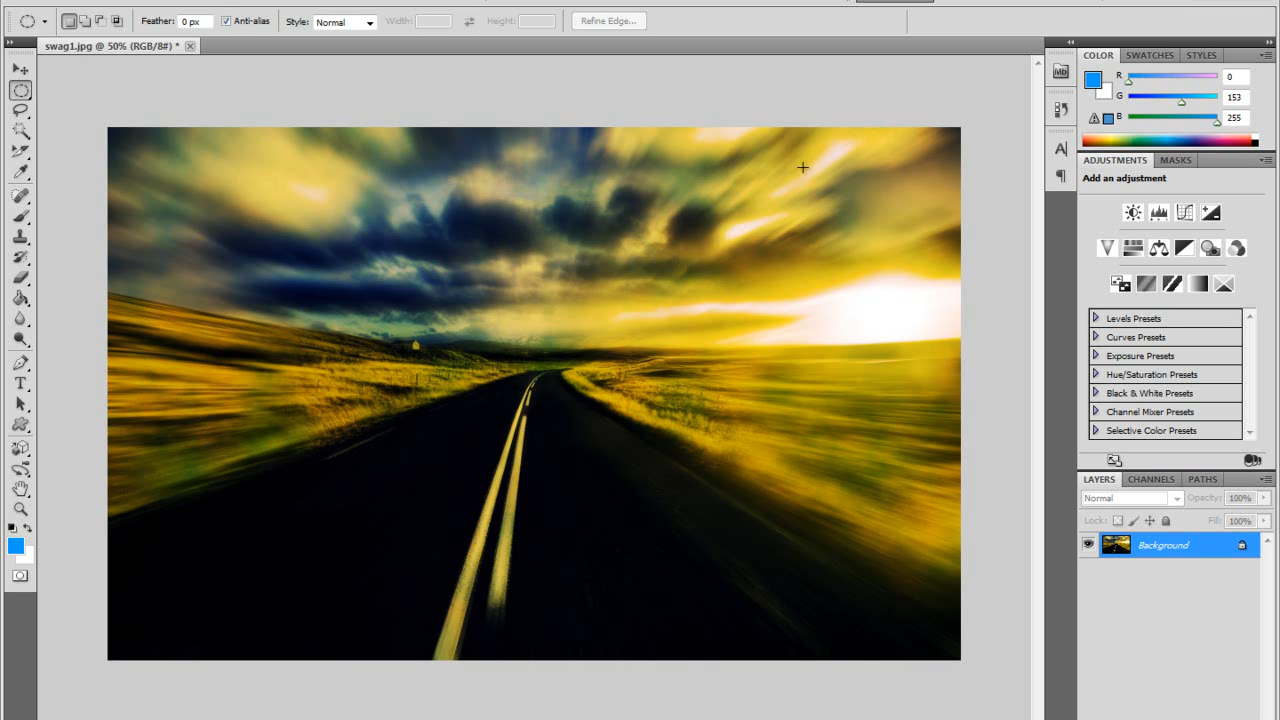 Feather: 0 px Anti-alias Style: Normal Width: Height: Refine Edge...
swag1.jpg @ 50% (RGB/8#) *
COLOR SWATCHES STYLES
R 0
G 153
B 255
Mb
A
ADJUSTMENTS MASKS
Add an adjustment
Levels Presets
Curves Presets
Exposure Presets
Hue/Saturation Presets
Black & White Presets
Channel Mixer Presets
Selective Color Presets
T
LAYERS CHANNELS PATHS
Normal Opacity: 100%
Lock: Fill: 100%
Background